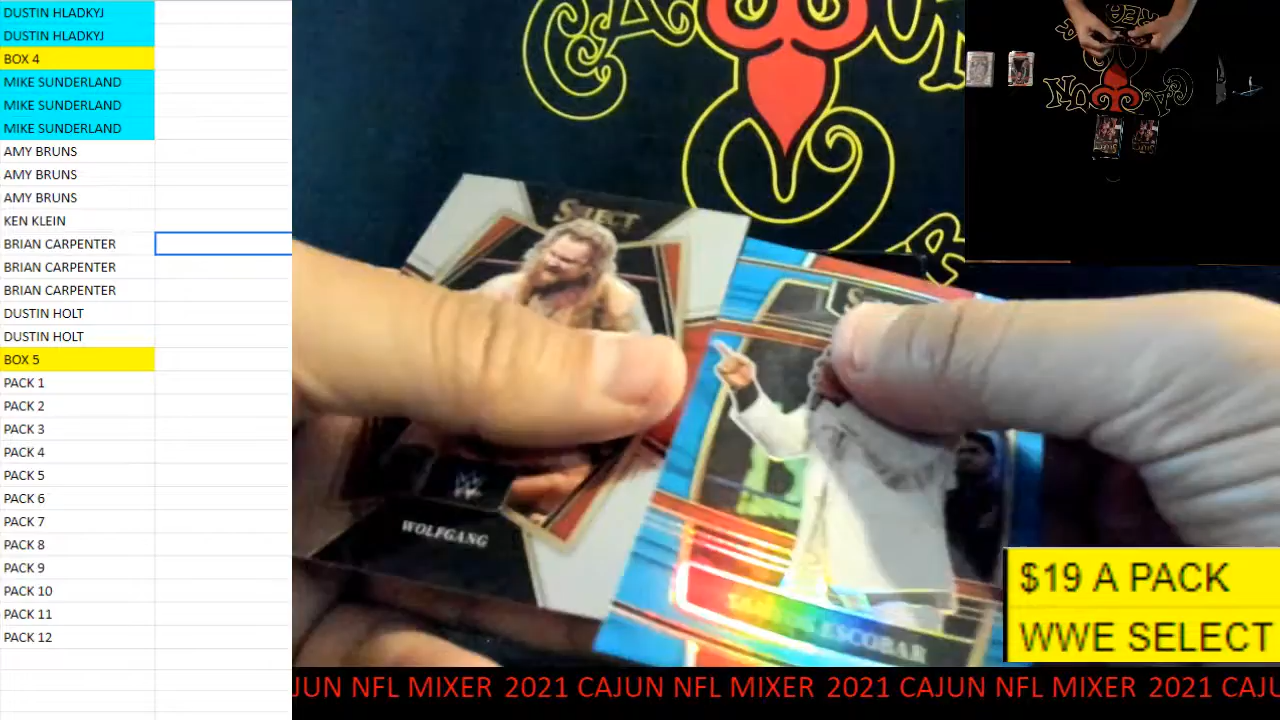 DUSTIN HLADKYJ
DUSTIN HLADKYJ
BOX 4
MIKE SUNDERLAND
MIKE SUNDERLAND
MIKE SUNDERLAND
AMY BRUNS
AMY BRUNS
AMY BRUNS
KEN KLEIN
BRIAN CARPENTER
BRIAN CARPENTER
BRIAN CARPENTER
DUSTIN HOLT
DUSTIN HOLT
BOX 5
PACK 1
PACK 2
PACK 3
PACK 4
PACK 5
PACK 6
PACK 7
PACK 8
PACK 9
PACK 10
PACK 11
PACK 12
SELECT
WOLFGANG
ESCOBAR
$19 A PACK
WWE SELECT
JUN NFL MIXER 2021 CAJUN NFL MIXER 2021 CAJUN NFL MIXER 2021 CAJU